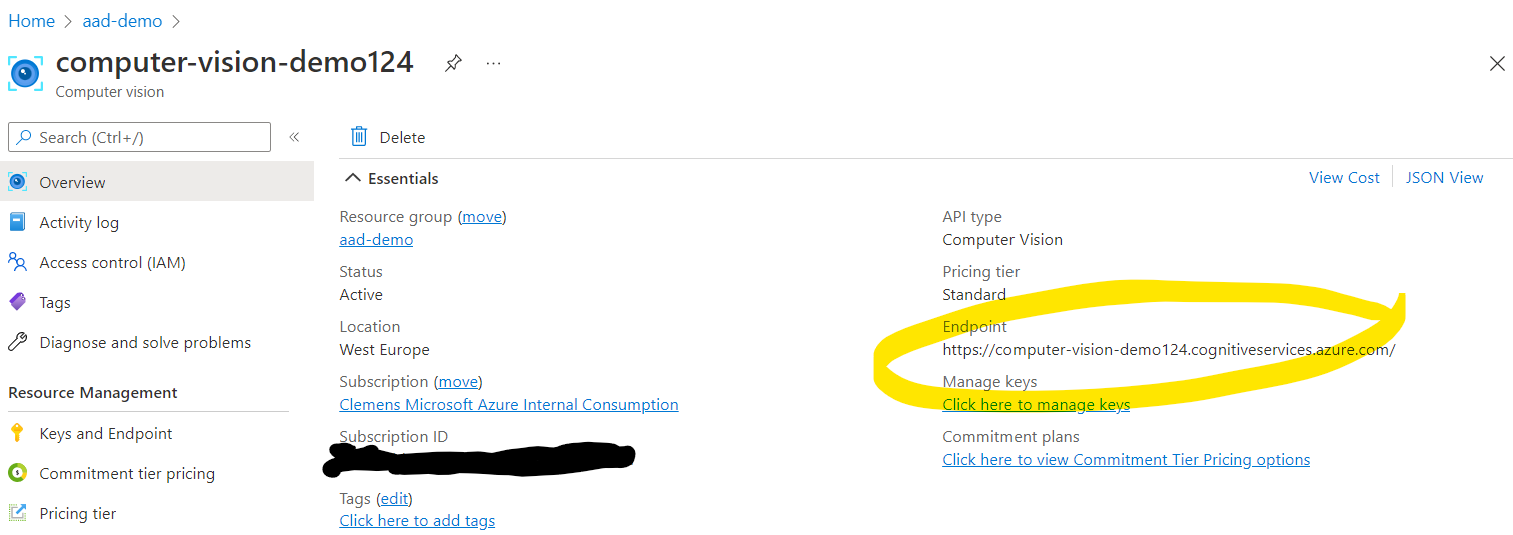 Home > aad-demo >
computer-vision-demo124 ...
Computer vision
Search (Ctrl+/) «
Overview
Activity log
Access control (IAM)
Tags
Diagnose and solve problems
Resource Management
Keys and Endpoint
Commitment tier pricing
Pricing tier
Delete
Essentials
View Cost | JSON View
Resource group (move)
aad-demo
Status
Active
Location
West Europe
Subscription (move)
Clemens Microsoft Azure Internal Consumption
Subscription ID
Tags (edit)
Click here to add tags
API type
Computer Vision
Pricing tier
Standard
Endpoint
https://computer-vision-demo124.cognitiveservices.azure.com/
Manage keys
Click here to manage keys
Commitment plans
Click here to view Commitment Tier Pricing options